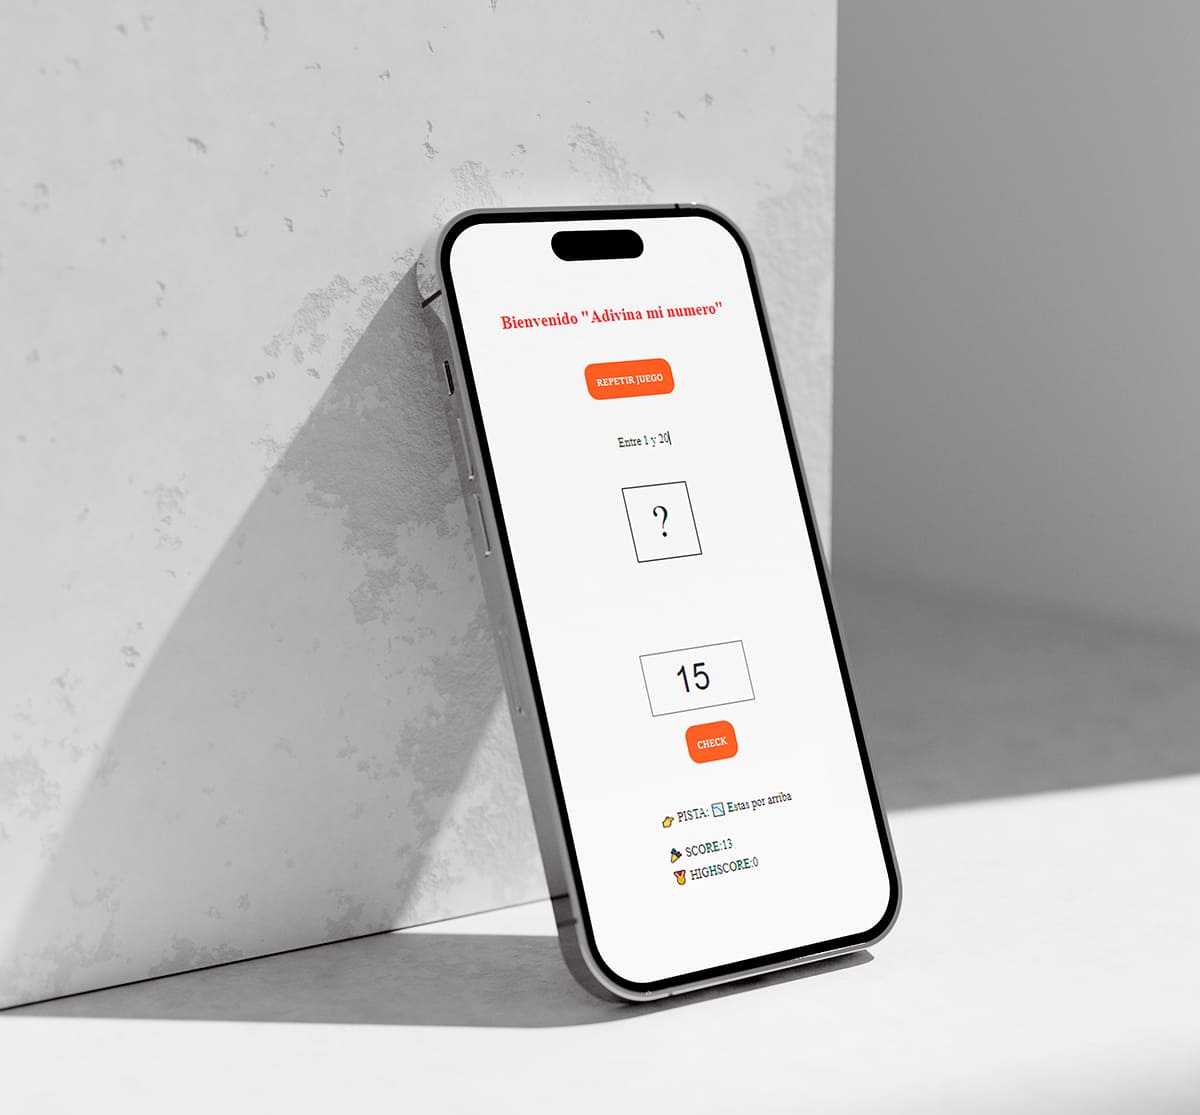 Bienvenido "Adivina mi numero"
REPETIR JUEGO
Entre 1 y 20
?
15
CHECK
👉 PISTA: 📉 Estas por arriba
🎉 SCORE:13
🏅 HIGHSCORE:0